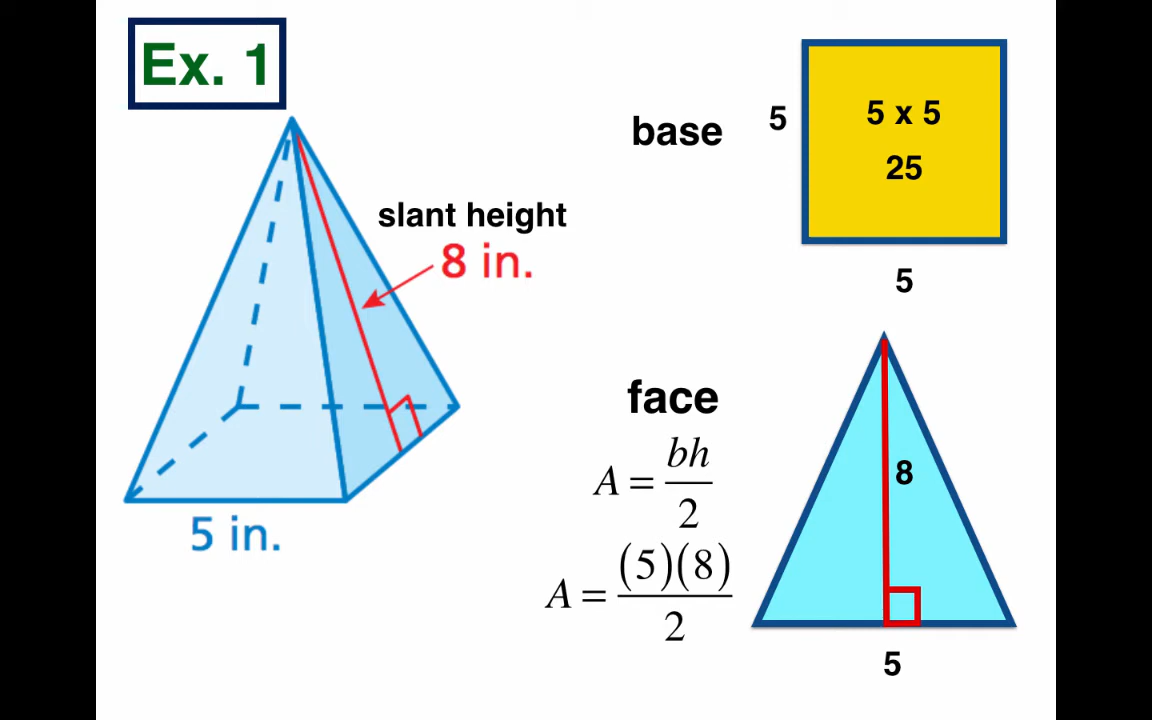 Ex. 1
slant height
8 in.
5 in.
base
5
5 x 5
25
5
face
A = bh/2
A = (5)(8)/2
8
5